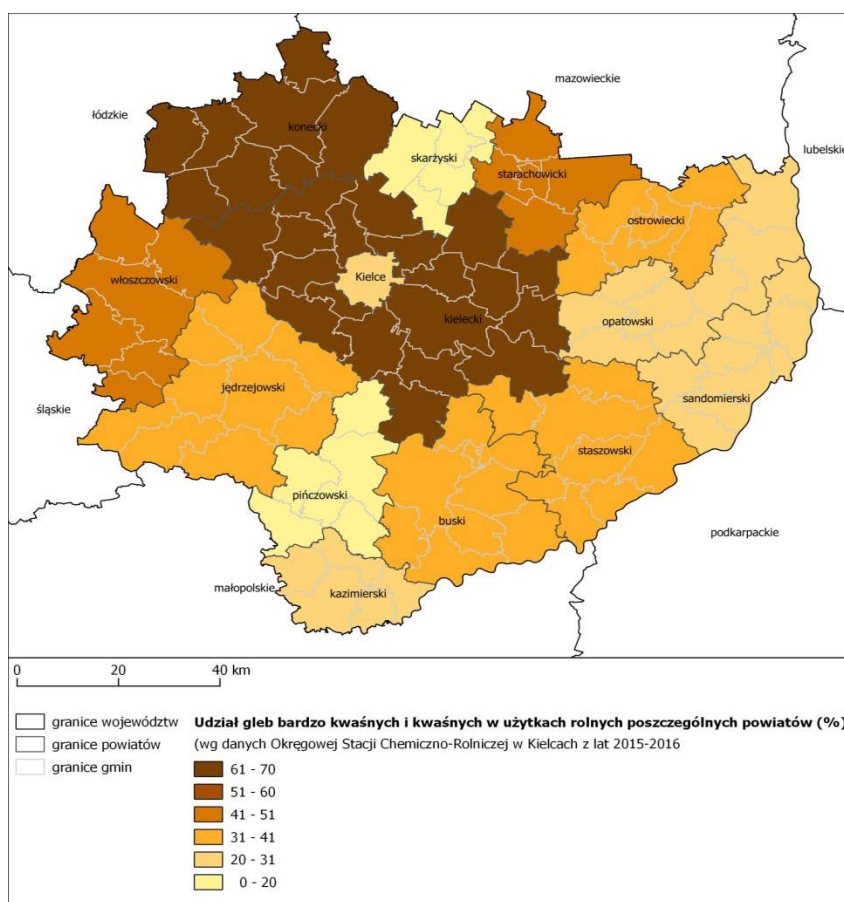 mazowieckie
łódzkie
lubelskie
konecki
skarżyski
starachowicki
ostrowiecki
włoszczowski
Kielce
kielecki
opatowski
jędrzejowski
sandomierski
śląskie
staszowski
pińczowski
buski
podkarpackie
małopolskie
kazimierski
0 20 40 km
granice województw
granice powiatów
granice gmin
Udział gleb bardzo kwaśnych i kwaśnych w użytkach rolnych poszczególnych powiatów (%)
(wg danych Okręgowej Stacji Chemiczno-Rolniczej w Kielcach z lat 2015-2016
61 - 70
51 - 60
41 - 51
31 - 41
20 - 31
0 - 20